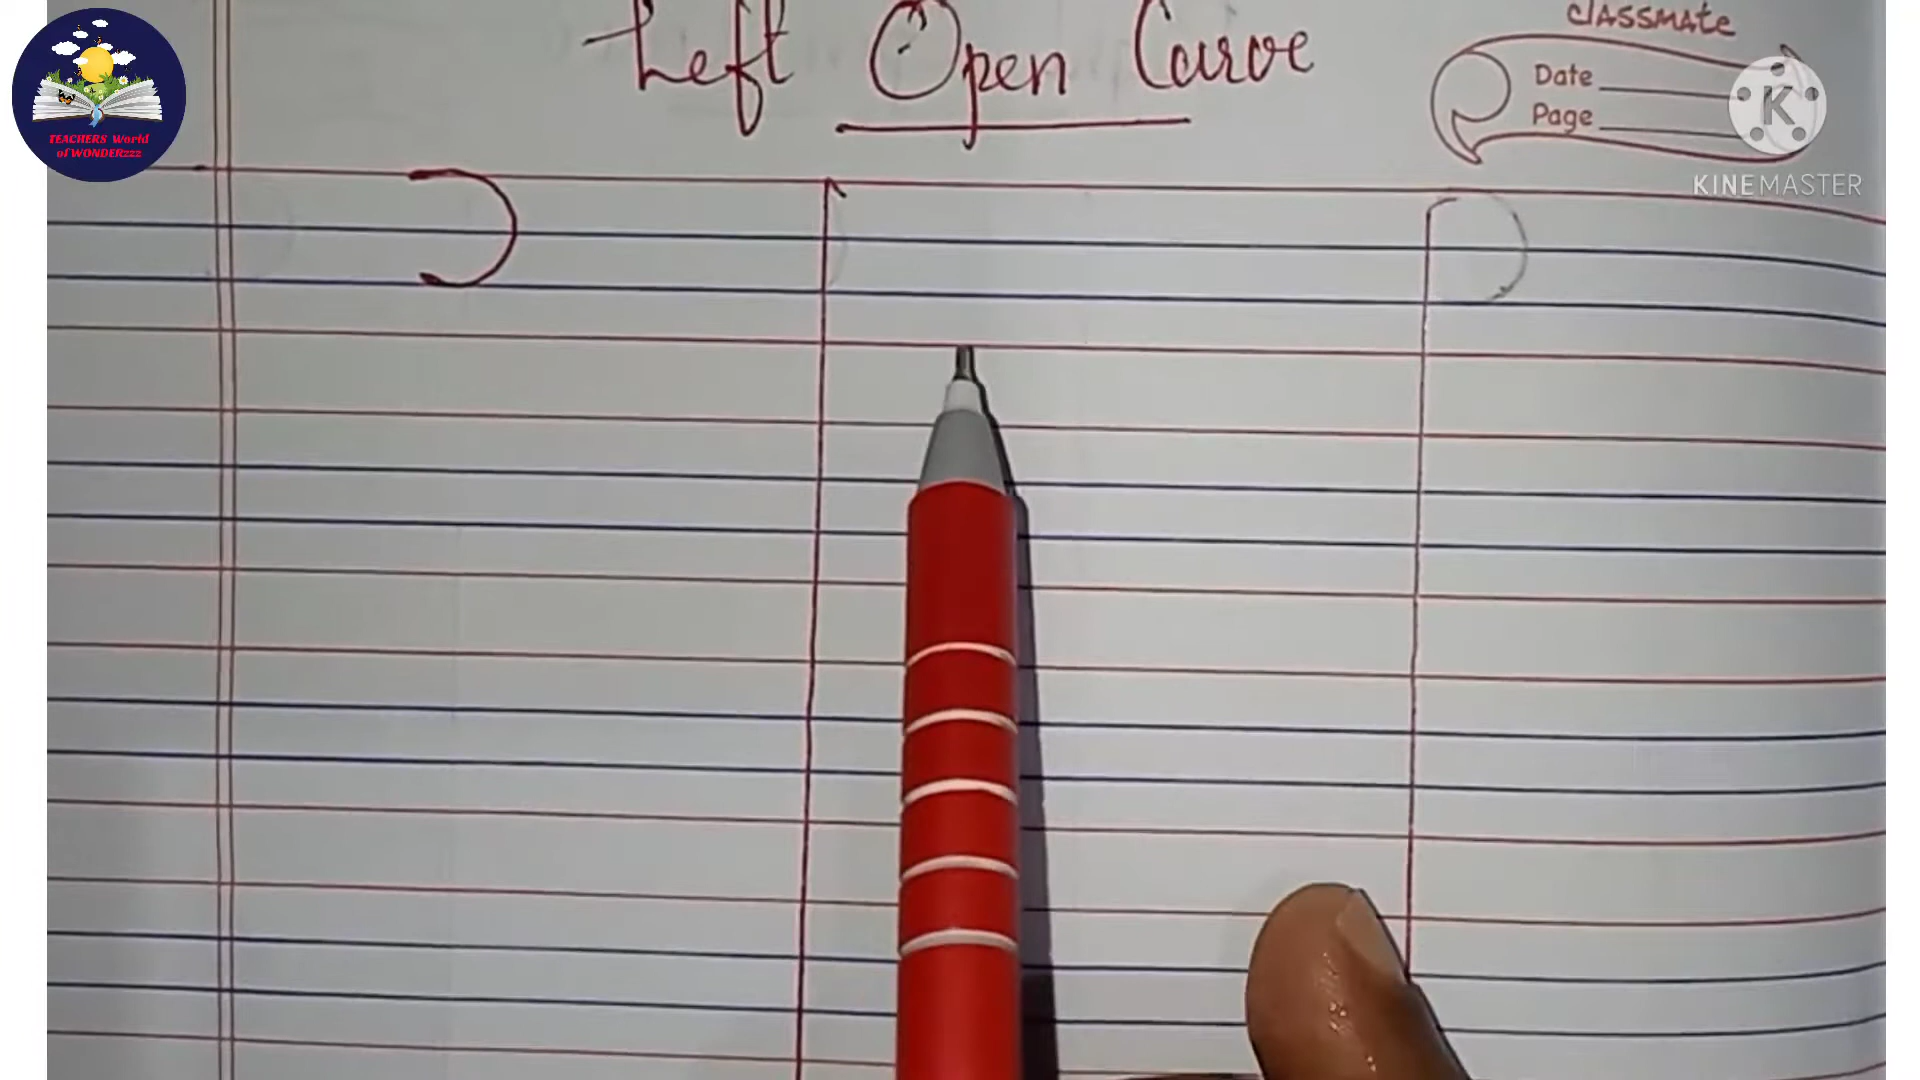 classmate
Left Open Curve
Date
Page
K
KINEMASTER
TEACHERS World
of WONDERzzz